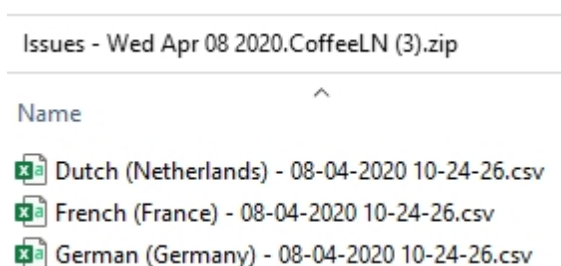 Issues - Wed Apr 08 2020.CoffeeLN (3).zip
Name
Dutch (Netherlands) - 08-04-2020 10-24-26.csv
French (France) - 08-04-2020 10-24-26.csv
German (Germany) - 08-04-2020 10-24-26.csv